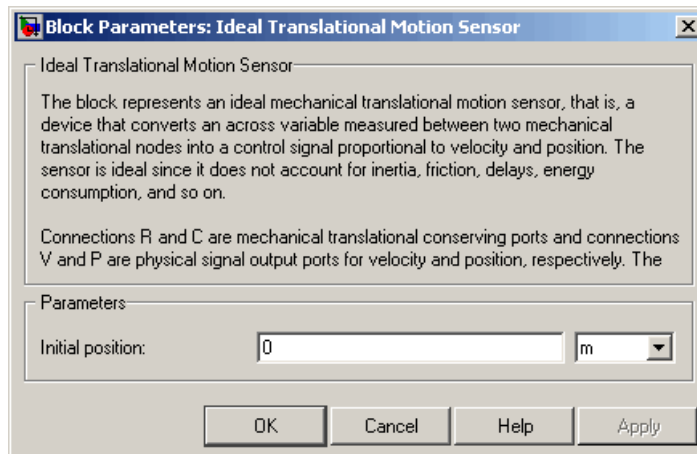 Block Parameters: Ideal Translational Motion Sensor
Ideal Translational Motion Sensor
The block represents an ideal mechanical translational motion sensor, that is, a
device that converts an across variable measured between two mechanical
translational nodes into a control signal proportional to velocity and position. The
sensor is ideal since it does not account for inertia, friction, delays, energy
consumption, and so on.
Connections R and C are mechanical translational conserving ports and connections
V and P are physical signal output ports for velocity and position, respectively. The
Parameters
Initial position: 0 m
OK Cancel Help Apply